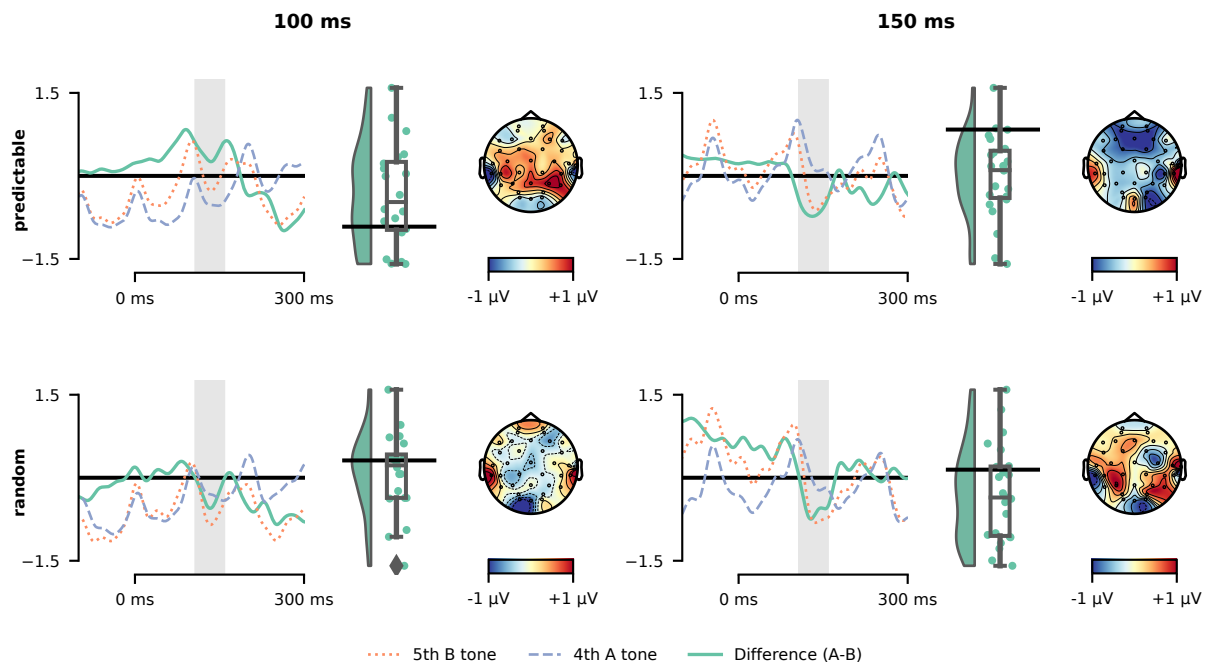 100 ms
150 ms
predictable
1.5
−1.5
0 ms
300 ms
-1 µV
+1 µV
1.5
−1.5
0 ms
300 ms
-1 µV
+1 µV
random
1.5
−1.5
0 ms
300 ms
-1 µV
+1 µV
1.5
−1.5
0 ms
300 ms
-1 µV
+1 µV
5th B tone
4th A tone
Difference (A-B)